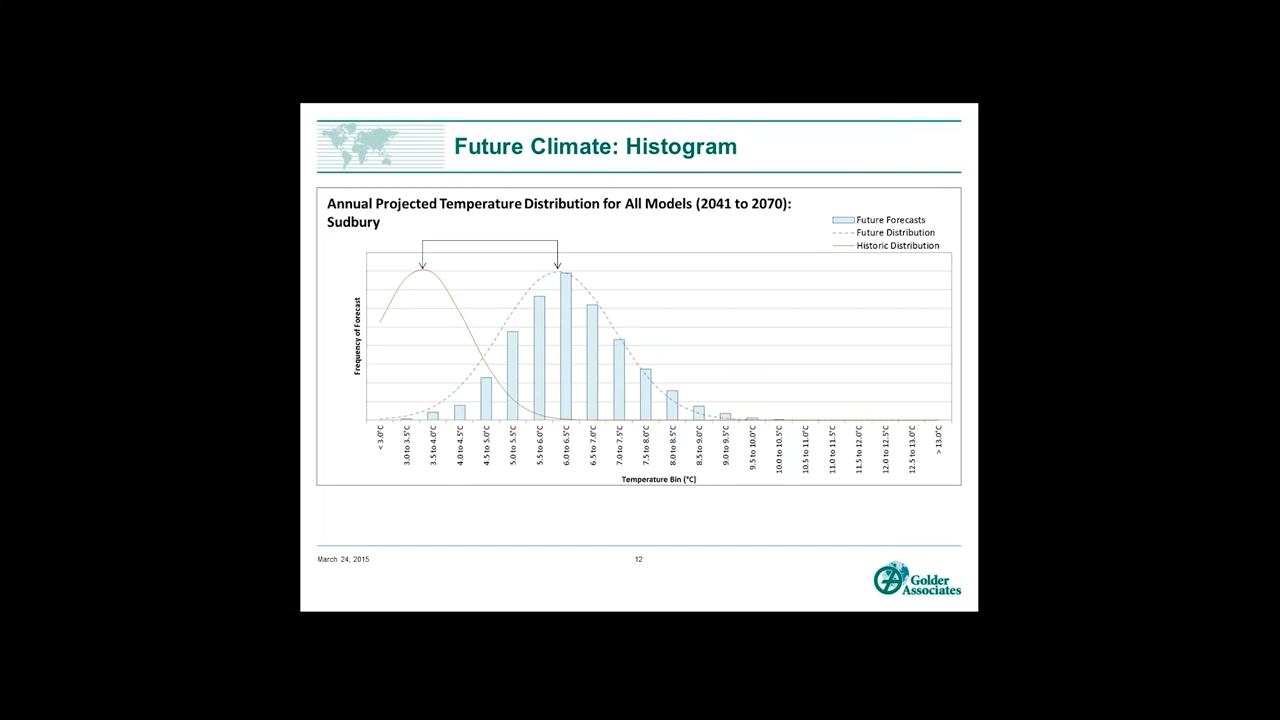 Future Climate: Histogram
Annual Projected Temperature Distribution for All Models (2041 to 2070):
Sudbury
Future Forecasts
Future Distribution
Historic Distribution
Frequency of Forecast
< 3.0°C
3.0 to 3.5°C
3.5 to 4.0°C
4.0 to 4.5°C
4.5 to 5.0°C
5.0 to 5.5°C
5.5 to 6.0°C
6.0 to 6.5°C
6.5 to 7.0°C
7.0 to 7.5°C
7.5 to 8.0°C
8.0 to 8.5°C
8.5 to 9.0°C
9.0 to 9.5°C
9.5 to 10.0°C
10.0 to 10.5°C
10.5 to 11.0°C
11.0 to 11.5°C
11.5 to 12.0°C
12.0 to 12.5°C
12.5 to 13.0°C
> 13.0°C
Temperature Bin (°C)
March 24, 2015
12
Golder
Associates